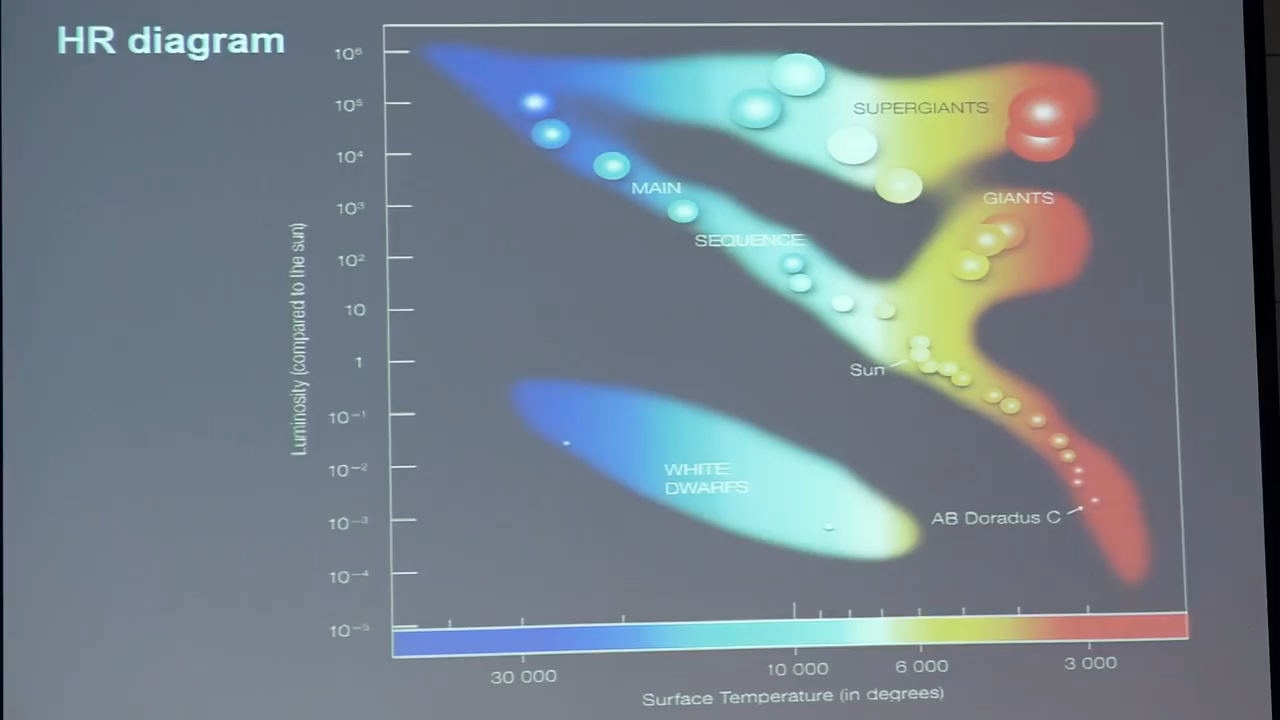 HR diagram
10⁶
10⁵
10⁴
10³
10²
10
1
10⁻¹
10⁻²
10⁻³
10⁻⁴
10⁻⁵
Luminosity (compared to the sun)
SUPERGIANTS
GIANTS
MAIN
SEQUENCE
Sun
WHITE
DWARFS
AB Doradus C
30 000
10 000
6 000
3 000
Surface Temperature (in degrees)